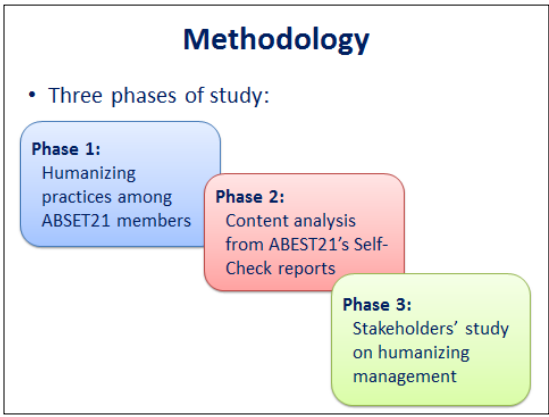 Methodology
• Three phases of study:
Phase 1:
Humanizing
practices among
ABSET21 members
Phase 2:
Content analysis
from ABEST21's Self-
Check reports
Phase 3:
Stakeholders' study
on humanizing
management